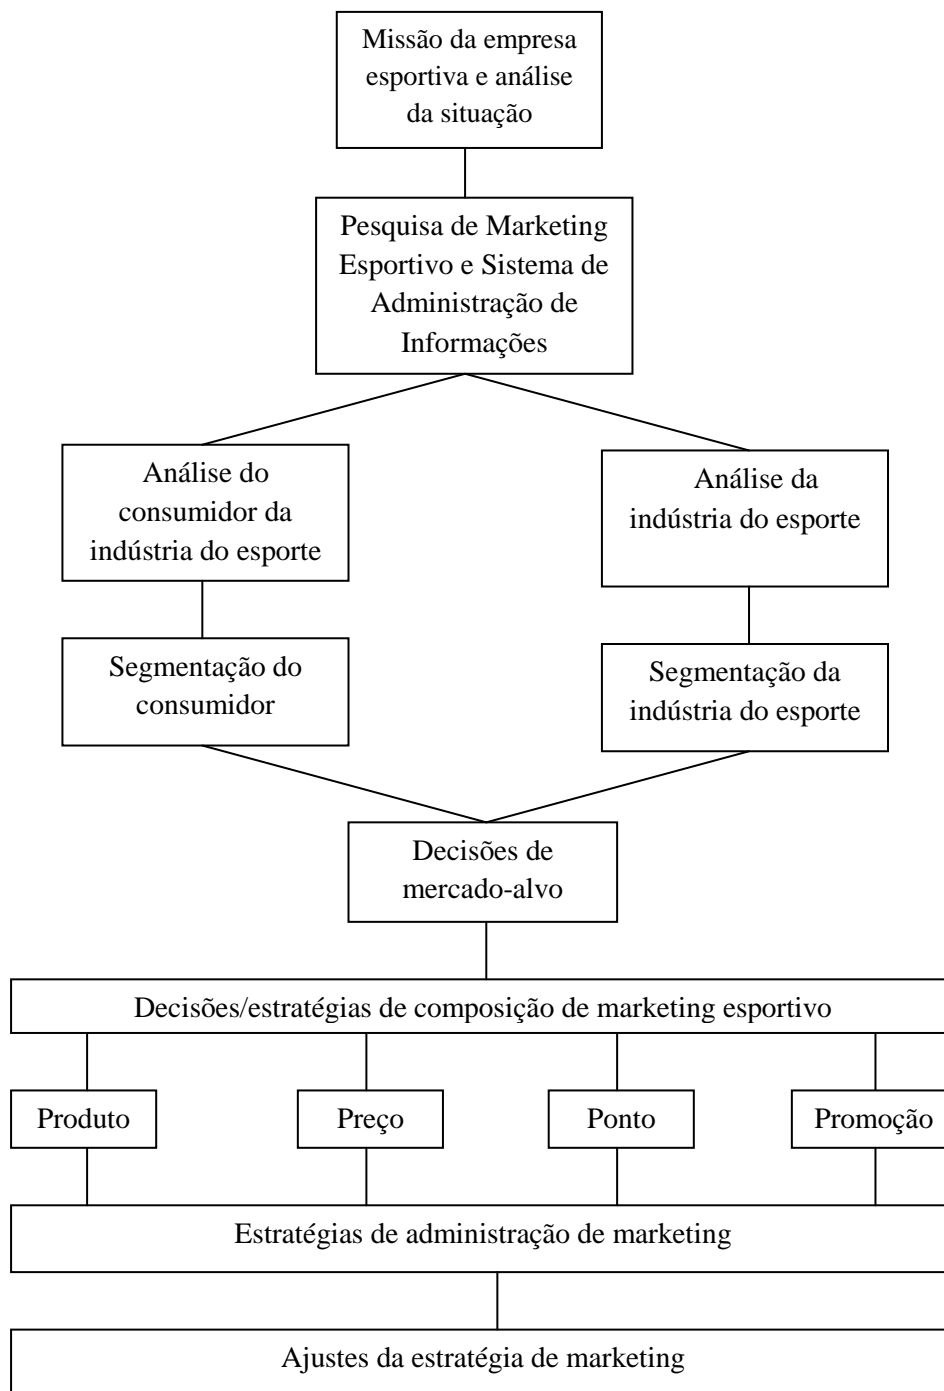 Missão da empresa
esportiva e análise
da situação
Pesquisa de Marketing
Esportivo e Sistema de
Administração de
Informações
Análise do
consumidor da
indústria do esporte
Análise da
indústria do esporte
Segmentação do
consumidor
Segmentação da
indústria do esporte
Decisões de
mercado-alvo
Decisões/estratégias de composição de marketing esportivo
Produto
Preço
Ponto
Promoção
Estratégias de administração de marketing
Ajustes da estratégia de marketing